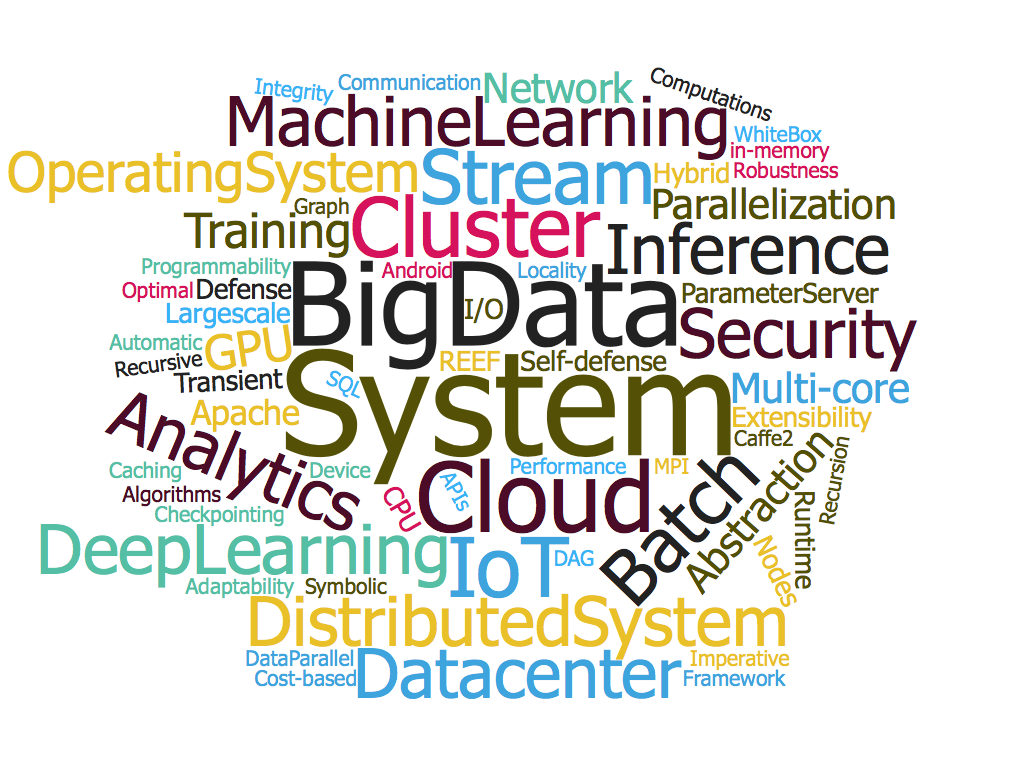 Integrity
Communication
Network
Computations
MachineLearning
WhiteBox
in-memory
OperatingSystem
Stream
Hybrid
Robustness
Graph
Training
Cluster
Parallelization
Inference
Programmability
Android
Locality
Optimal
Defense
BigData
I/O
ParameterServer
Largescale
Security
Automatic
GPU
Recursive
REEF
Self-defense
Transient
SQL
System
Multi-core
Apache
Extensibility
Analytics
Caffe2
Caching
Device
Performance
MPI
Algorithms
CPU
APIs
Cloud
Batch
Abstraction
Recursion
Runtime
Checkpointing
DeepLearning
IoT
DAG
Nodes
Adaptability
Symbolic
DistributedSystem
DataParallel
Datacenter
Imperative
Cost-based
Framework